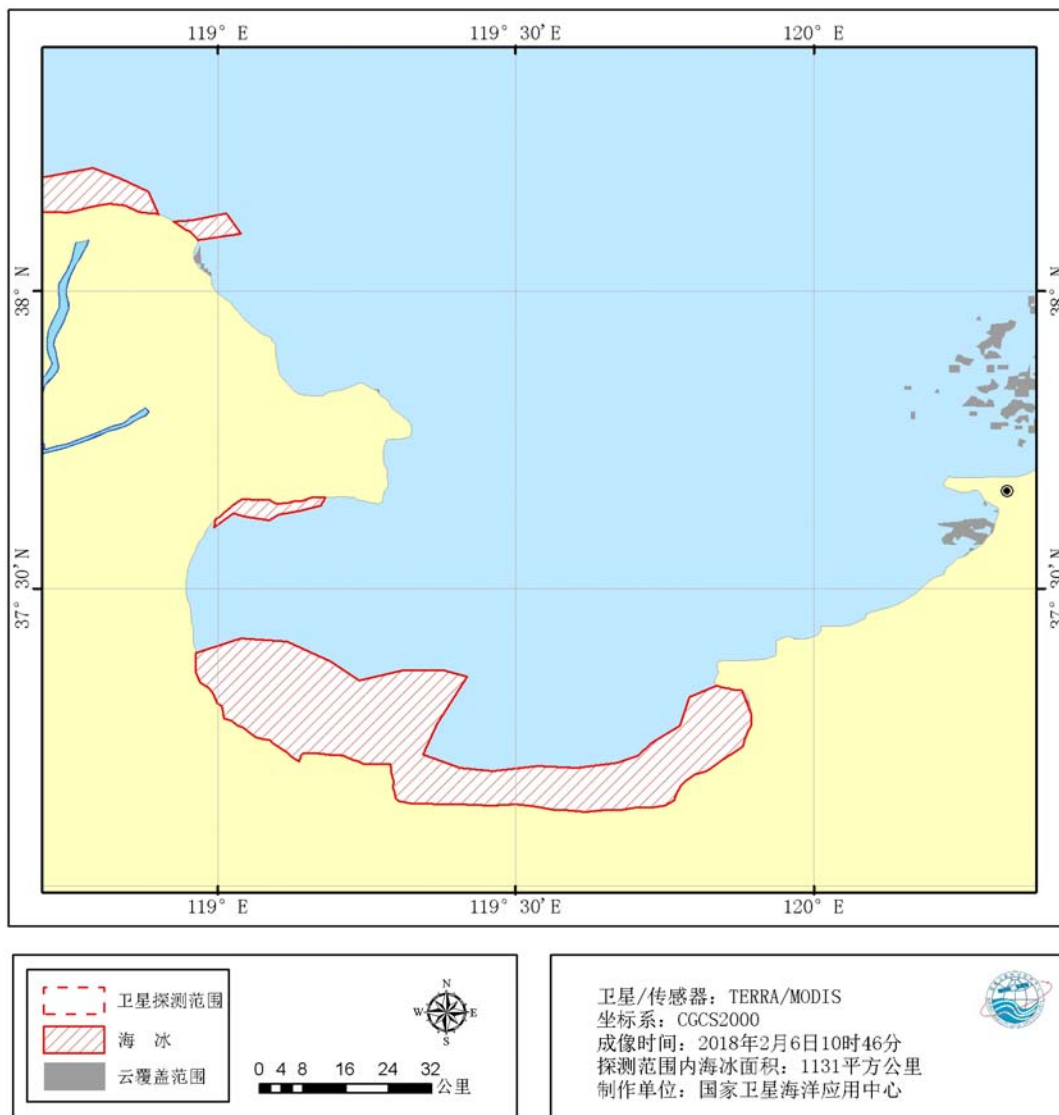 119° E 119° 30′E 120° E
38° N 38° N
37° 30′N 37° 30′N
119° E 119° 30′E 120° E
卫星探测范围
海 冰
云覆盖范围
N
W E
S
0 4 8 16 24 32
公里
卫星/传感器: TERRA/MODIS
坐标系: CGCS2000
成像时间: 2018年2月6日10时46分
探测范围内海冰面积: 1131平方公里
制作单位: 国家卫星海洋应用中心